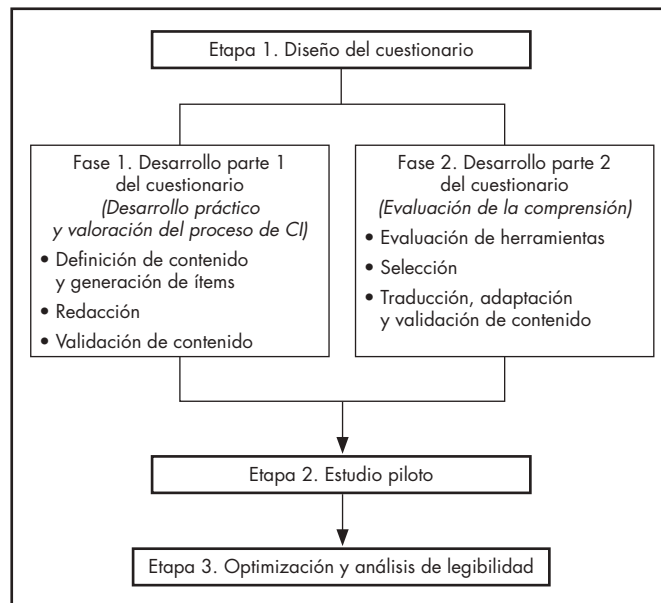 Etapa 1. Diseño del cuestionario
Fase 1. Desarrollo parte 1
del cuestionario
(Desarrollo práctico
y valoración del proceso de CI)
• Definición de contenido
y generación de ítems
• Redacción
• Validación de contenido
Fase 2. Desarrollo parte 2
del cuestionario
(Evaluación de la comprensión)
• Evaluación de herramientas
• Selección
• Traducción, adaptación
y validación de contenido
Etapa 2. Estudio piloto
Etapa 3. Optimización y análisis de legibilidad